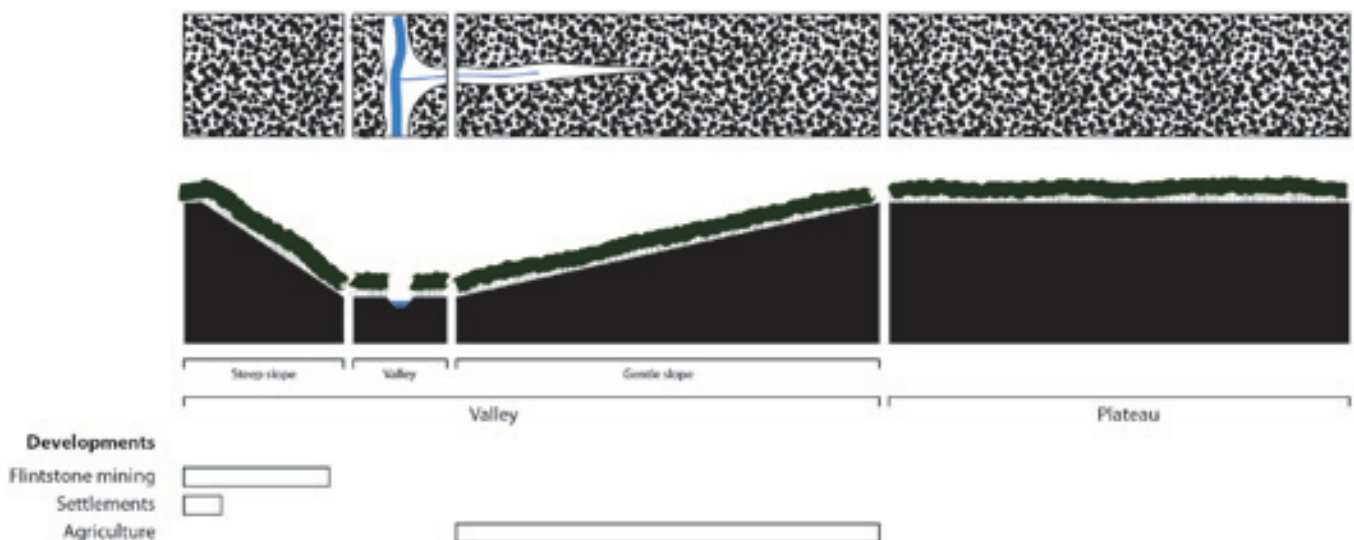 Steep slope
Valley
Gentle slope
Valley
Plateau
Developments
Flintstone mining
Settlements
Agriculture